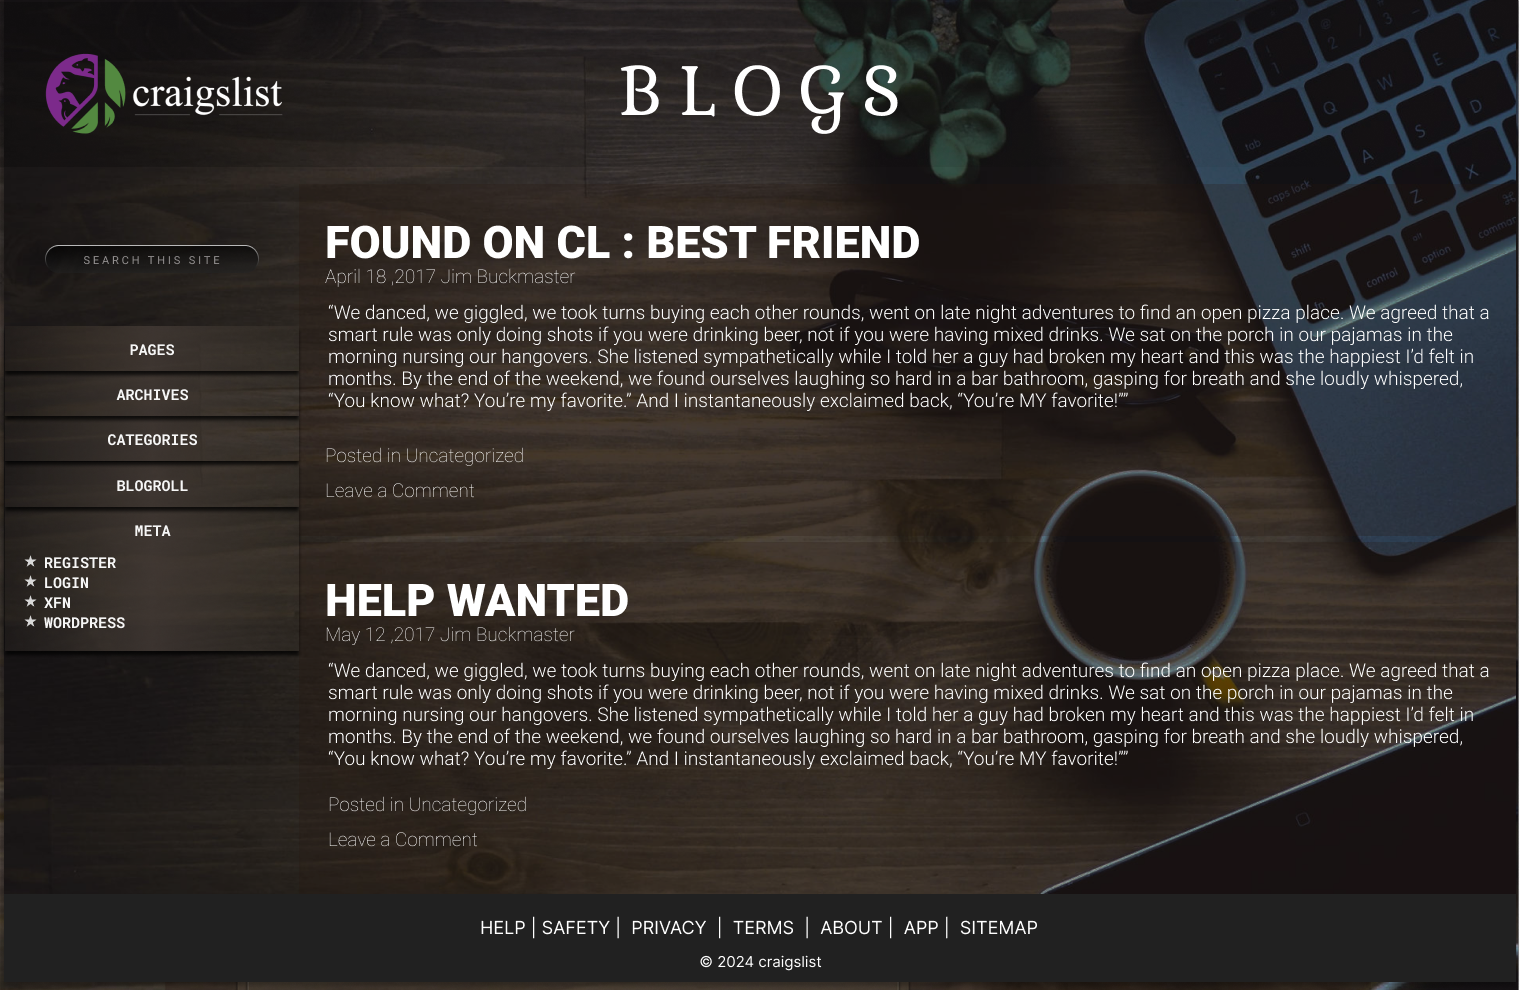 craigslist
BLOGS
SEARCH THIS SITE
PAGES
ARCHIVES
CATEGORIES
BLOGROLL
META
★ REGISTER
★ LOGIN
★ XFN
★ WORDPRESS
FOUND ON CL : BEST FRIEND
April 18 ,2017 Jim Buckmaster
“We danced, we giggled, we took turns buying each other rounds, went on late night adventures to find an open pizza place. We agreed that a
smart rule was only doing shots if you were drinking beer, not if you were having mixed drinks. We sat on the porch in our pajamas in the
morning nursing our hangovers. She listened sympathetically while I told her a guy had broken my heart and this was the happiest I’d felt in
months. By the end of the weekend, we found ourselves laughing so hard in a bar bathroom, gasping for breath and she loudly whispered,
“You know what? You’re my favorite.” And I instantaneously exclaimed back, “You’re MY favorite!””
Posted in Uncategorized
Leave a Comment
HELP WANTED
May 12 ,2017 Jim Buckmaster
“We danced, we giggled, we took turns buying each other rounds, went on late night adventures to find an open pizza place. We agreed that a
smart rule was only doing shots if you were drinking beer, not if you were having mixed drinks. We sat on the porch in our pajamas in the
morning nursing our hangovers. She listened sympathetically while I told her a guy had broken my heart and this was the happiest I’d felt in
months. By the end of the weekend, we found ourselves laughing so hard in a bar bathroom, gasping for breath and she loudly whispered,
“You know what? You’re my favorite.” And I instantaneously exclaimed back, “You’re MY favorite!””
Posted in Uncategorized
Leave a Comment
HELP | SAFETY | PRIVACY | TERMS | ABOUT | APP | SITEMAP
© 2024 craigslist
2 3
Q W E R
tab
A S D
caps lock
Z X
shift
fn control option command